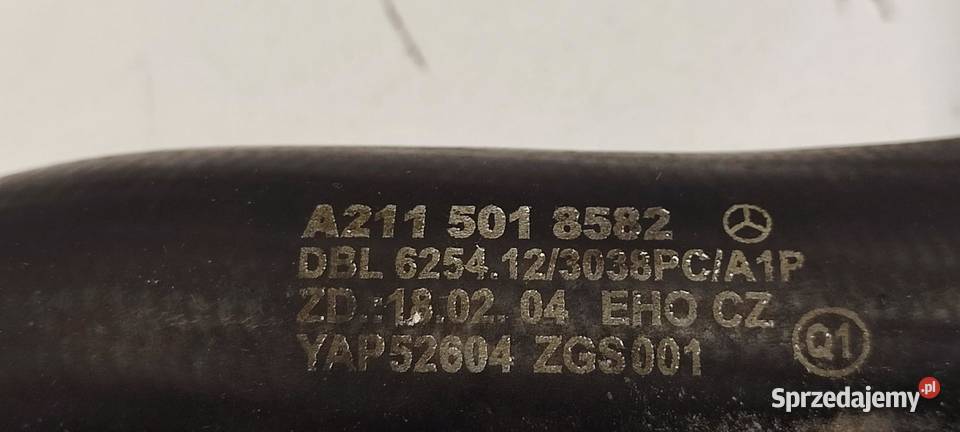 A211 501 8582
DBL 6254.12/3038PC/A1P
ZD.:18.02. 04 EHO CZ
YAP52604 ZGS001
Q1
Sprzedajemy.pl